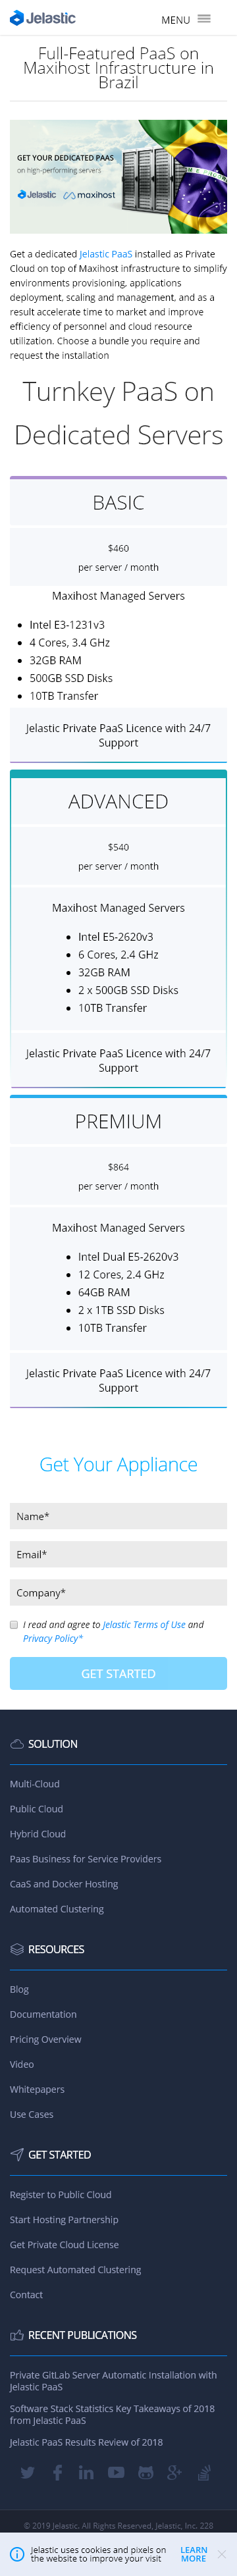 Jelastic
MENU
Full-Featured PaaS on
Maxihost Infrastructure in
Brazil
GET YOUR DEDICATED PAAS
on high-performing servers
Jelastic maxihost
Get a dedicated Jelastic PaaS installed as Private
Cloud on top of Maxihost infrastructure to simplify
environments provisioning, applications
deployment, scaling and management, and as a
result accelerate time to market and improve
efficiency of personnel and cloud resource
utilization. Choose a bundle you require and
request the installation
Turnkey PaaS on
Dedicated Servers
BASIC
$460
per server / month
Maxihost Managed Servers
Intel E3-1231v3
4 Cores, 3.4 GHz
32GB RAM
500GB SSD Disks
10TB Transfer
Jelastic Private PaaS Licence with 24/7
Support
ADVANCED
$540
per server / month
Maxihost Managed Servers
Intel E5-2620v3
6 Cores, 2.4 GHz
32GB RAM
2 x 500GB SSD Disks
10TB Transfer
Jelastic Private PaaS Licence with 24/7
Support
PREMIUM
$864
per server / month
Maxihost Managed Servers
Intel Dual E5-2620v3
12 Cores, 2.4 GHz
64GB RAM
2 x 1TB SSD Disks
10TB Transfer
Jelastic Private PaaS Licence with 24/7
Support
Get Your Appliance
Name*
Email*
Company*
I read and agree to Jelastic Terms of Use and
Privacy Policy*
GET STARTED
SOLUTION
Multi-Cloud
Public Cloud
Hybrid Cloud
Paas Business for Service Providers
CaaS and Docker Hosting
Automated Clustering
RESOURCES
Blog
Documentation
Pricing Overview
Video
Whitepapers
Use Cases
GET STARTED
Register to Public Cloud
Start Hosting Partnership
Get Private Cloud License
Request Automated Clustering
Contact
RECENT PUBLICATIONS
Private GitLab Server Automatic Installation with
Jelastic PaaS
Software Stack Statistics Key Takeaways of 2018
from Jelastic PaaS
Jelastic PaaS Results Review of 2018
© 2019 Jelastic. All Rights Reserved, Jelastic, Inc. 228
Jelastic uses cookies and pixels on
the website to improve your visit
LEARN
MORE